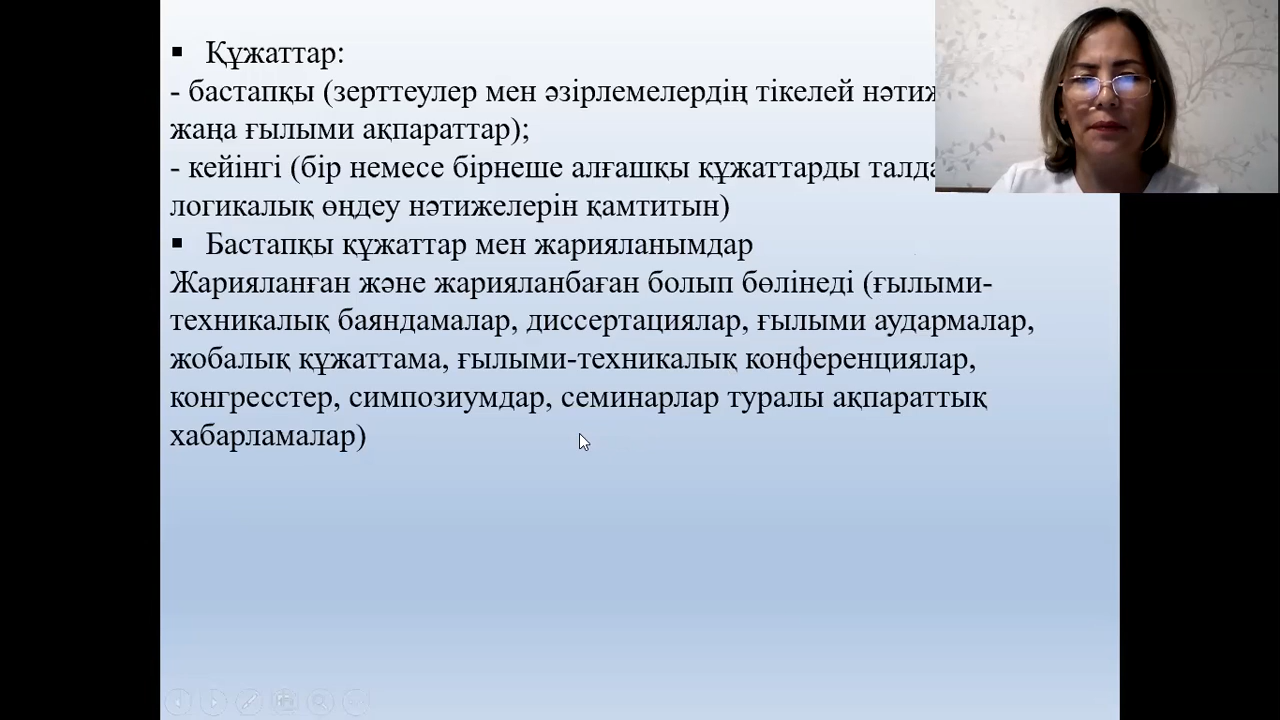 ▪ Құжаттар:
- бастапқы (зерттеулер мен әзірлемелердің тікелей
жаңа ғылыми ақпараттар);
- кейінгі (бір немесе бірнеше алғашқы құжаттарды
логикалық өңдеу нәтижелерін қамтитын)
▪ Бастапқы құжаттар мен жарияланымдар
Жарияланған және жарияланбаған болып бөлінеді (ғылыми-
техникалық баяндамалар, диссертациялар, ғылыми аудармалар,
жобалық құжаттама, ғылыми-техникалық конференциялар,
конгресстер, симпозиумдар, семинарлар туралы ақпараттық
хабарламалар)